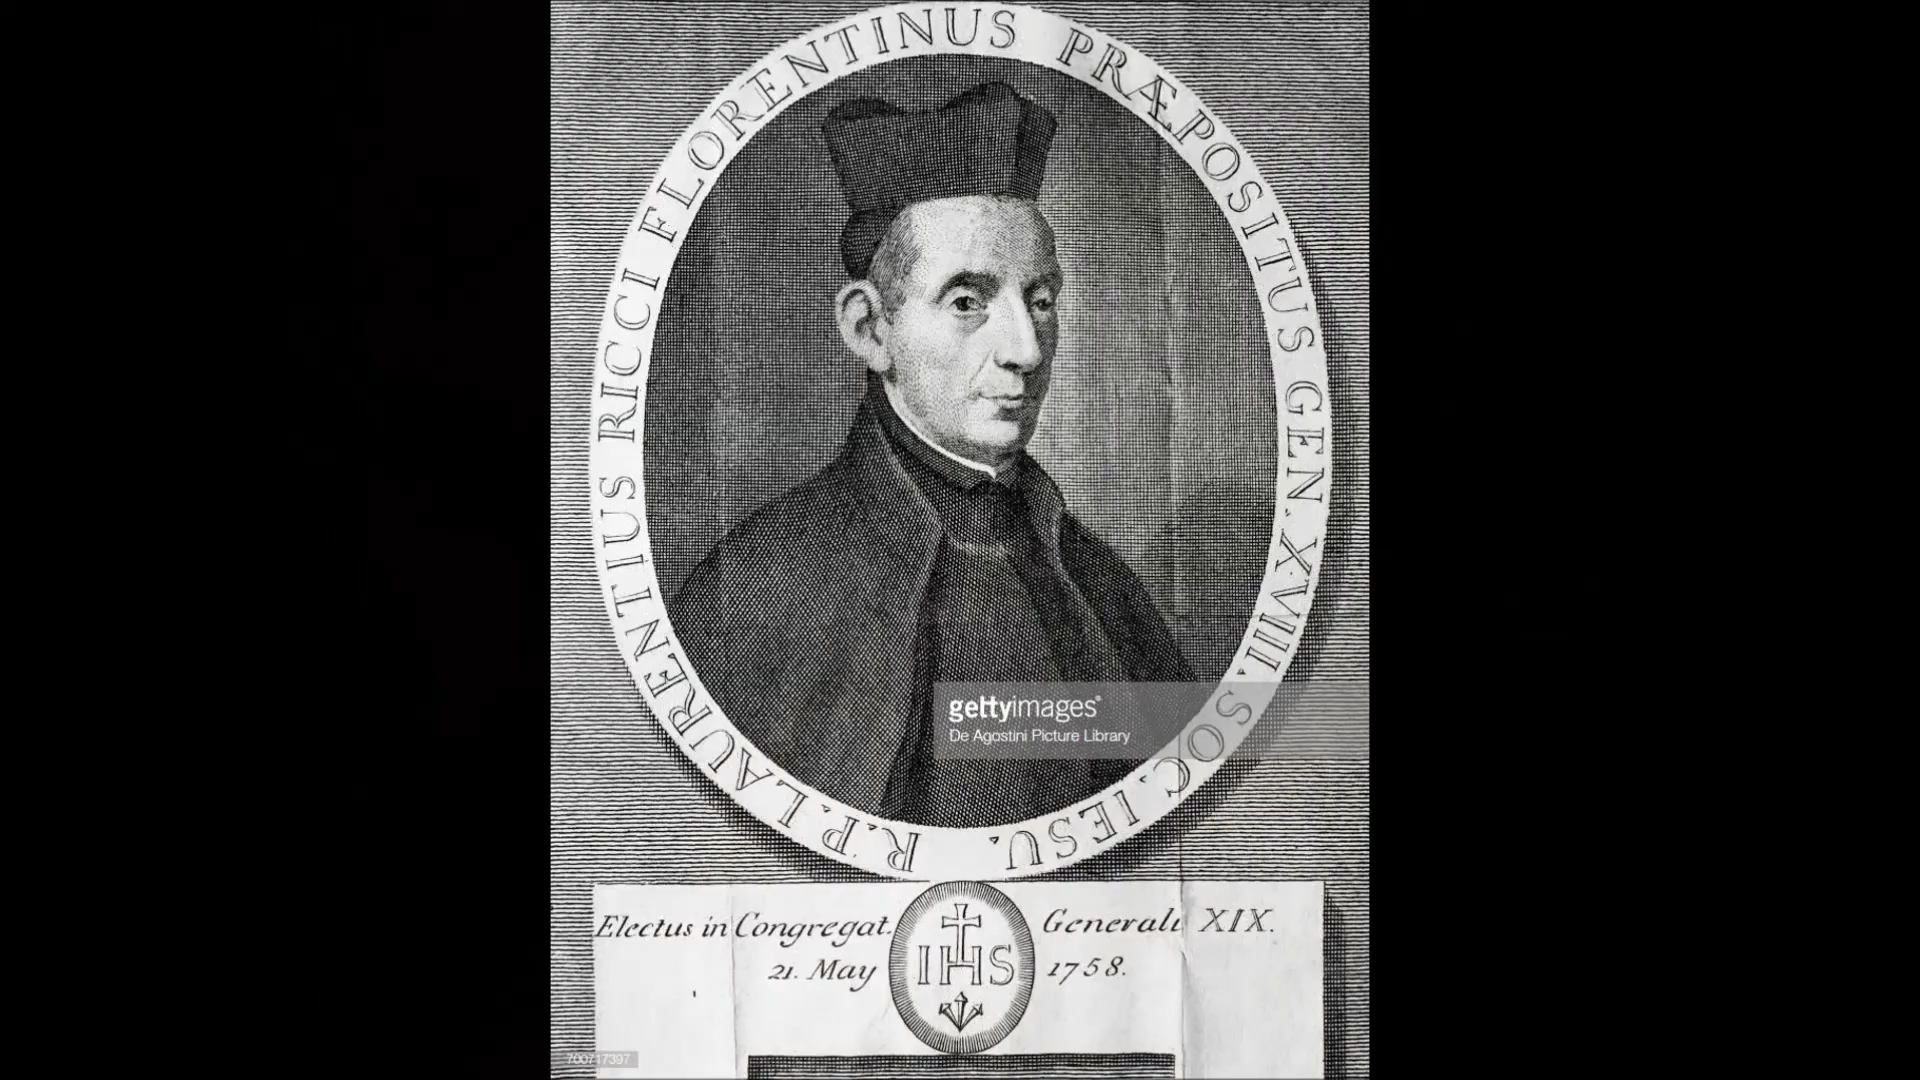 R.P. LAURENTIUS RICCI FLORENTINUS PRÆPOSITUS GEN. XVIII. SOC. IESU.
gettyimages®
De Agostini Picture Library
Electus in Congregat. Generali XIX.
IHS
21. May 1758.
700717397